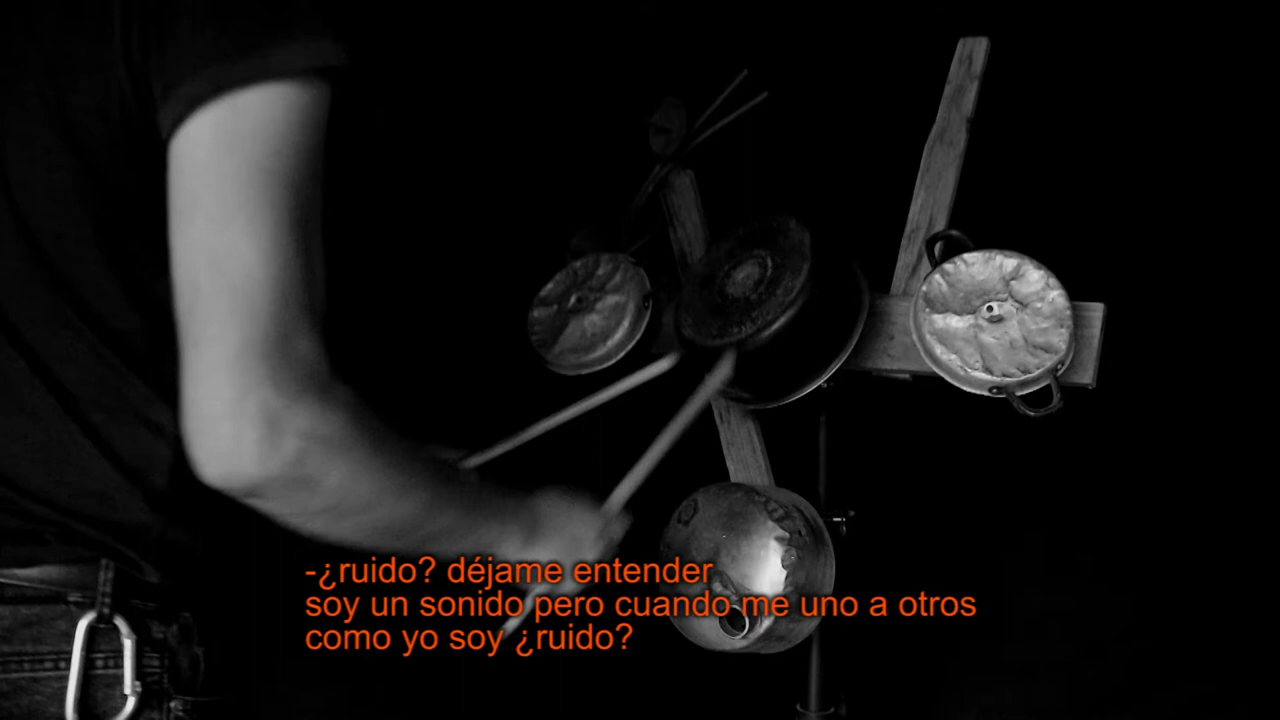 -¿ruido? déjame entender
soy un sonido pero cuando me uno a otros
como yo soy ¿ruido?